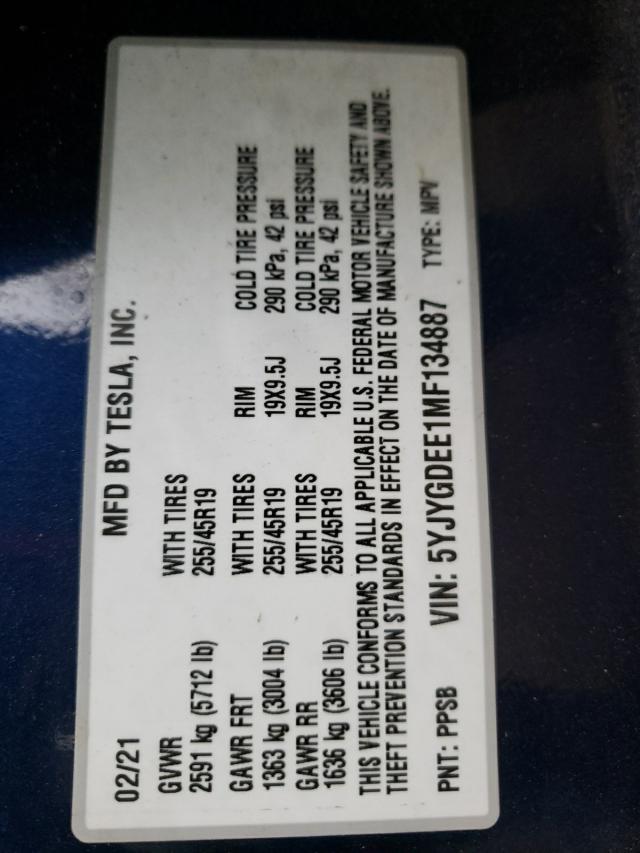 02/21 MFD BY TESLA, INC.
GVWR WITH TIRES
2591 kg (5712 lb) 255/45R19
GAWR FRT WITH TIRES RIM COLD TIRE PRESSURE
1363 kg (3004 lb) 255/45R19 19X9.5J 290 kPa, 42 psi
GAWR RR WITH TIRES RIM COLD TIRE PRESSURE
1636 kg (3606 lb) 255/45R19 19X9.5J 290 kPa, 42 psi
THIS VEHICLE CONFORMS TO ALL APPLICABLE U.S. FEDERAL MOTOR VEHICLE SAFETY AND
THEFT PREVENTION STANDARDS IN EFFECT ON THE DATE OF MANUFACTURE SHOWN ABOVE.
PNT: PPSB VIN: 5YJYGDEE1MF134887 TYPE: MPV